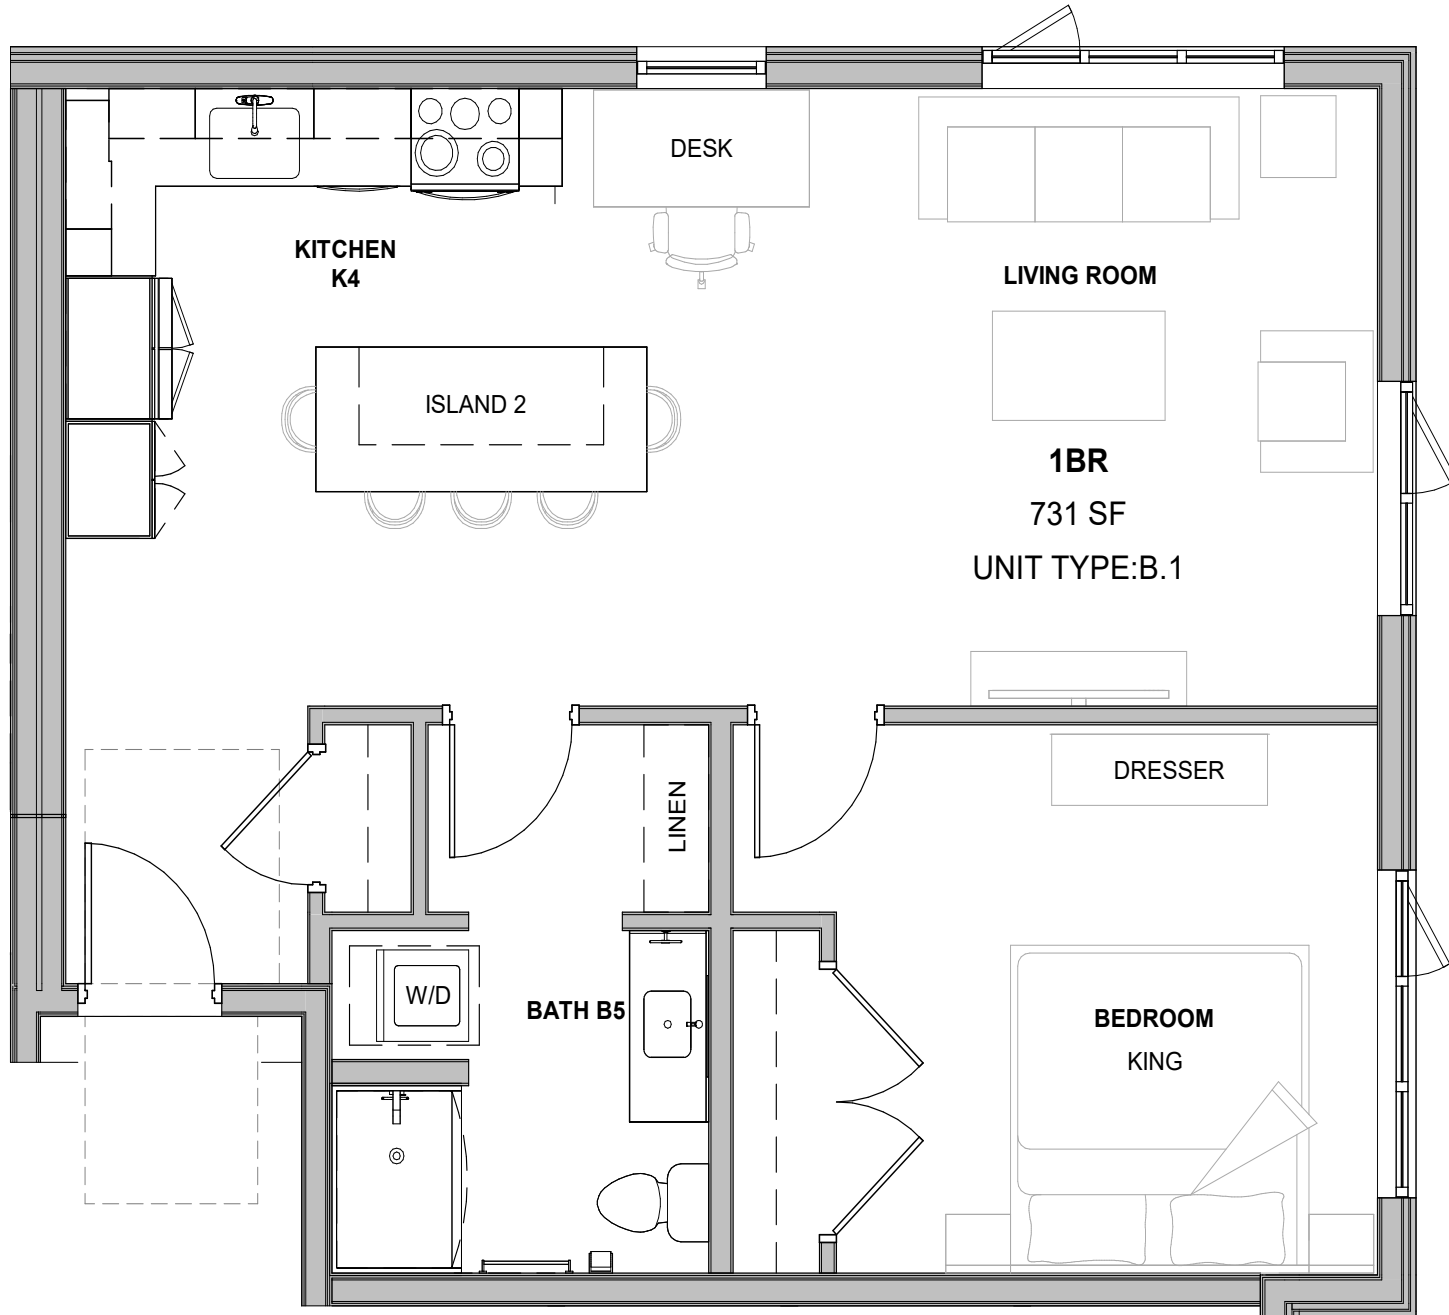 DESK
KITCHEN
K4
LIVING ROOM
ISLAND 2
1BR
731 SF
UNIT TYPE:B.1
DRESSER
LINEN
W/D
BATH B5
BEDROOM
KING